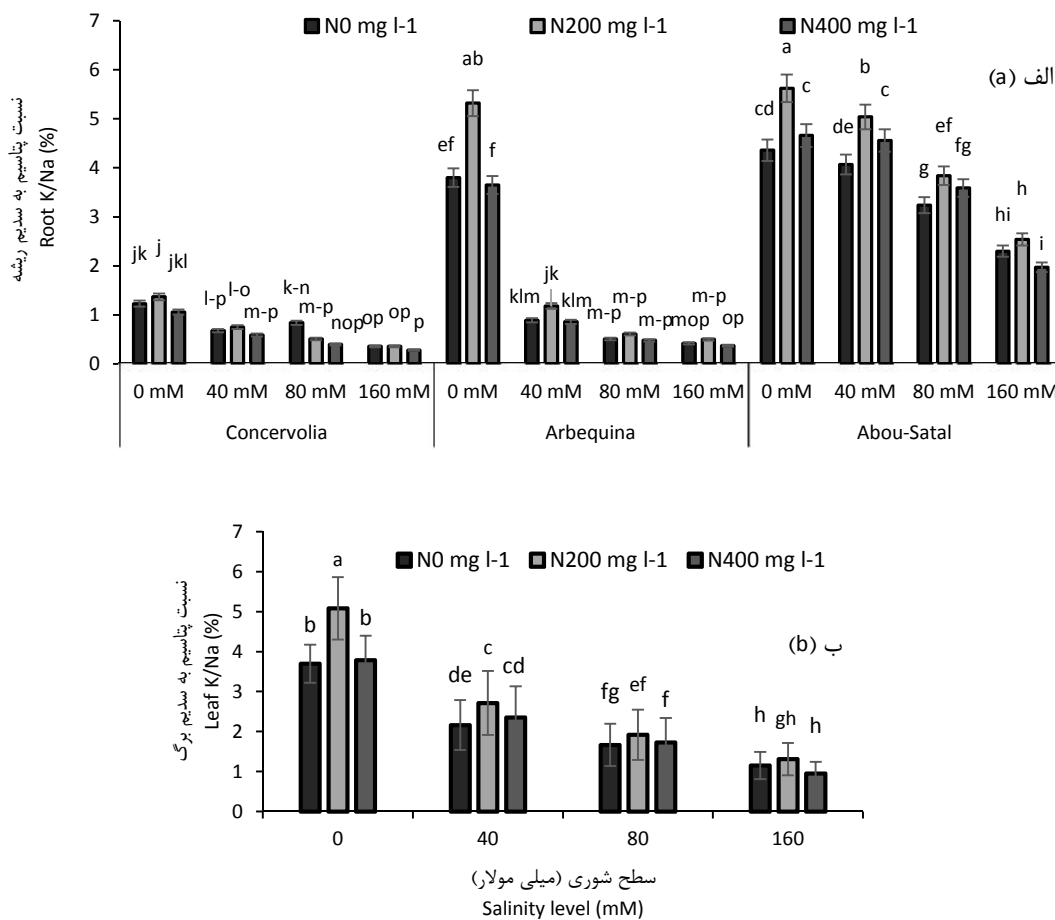 N0 mg l-1 N200 mg l-1 N400 mg l-1
الف (a)
نسبت پتاسیم به سدیم ریشه
Root K/Na (%)
7
6
5
4
3
2
1
0
jk j jkl l-p l-o m-p k-n m-p nop op op p
ef ab f klm jk klm m-p m-p m-p mop m-p op
cd a c de b c g ef fg hi h i
0 mM 40 mM 80 mM 160 mM 0 mM 40 mM 80 mM 160 mM 0 mM 40 mM 80 mM 160 mM
Concervolia Arbequina Abou-Satal
N0 mg l-1 N200 mg l-1 N400 mg l-1
ب (b)
نسبت پتاسیم به سدیم برگ
Leaf K/Na (%)
7
6
5
4
3
2
1
0
b a b de c cd fg ef f h gh h
0 40 80 160
سطح شوری (میلی مولار)
Salinity level (mM)